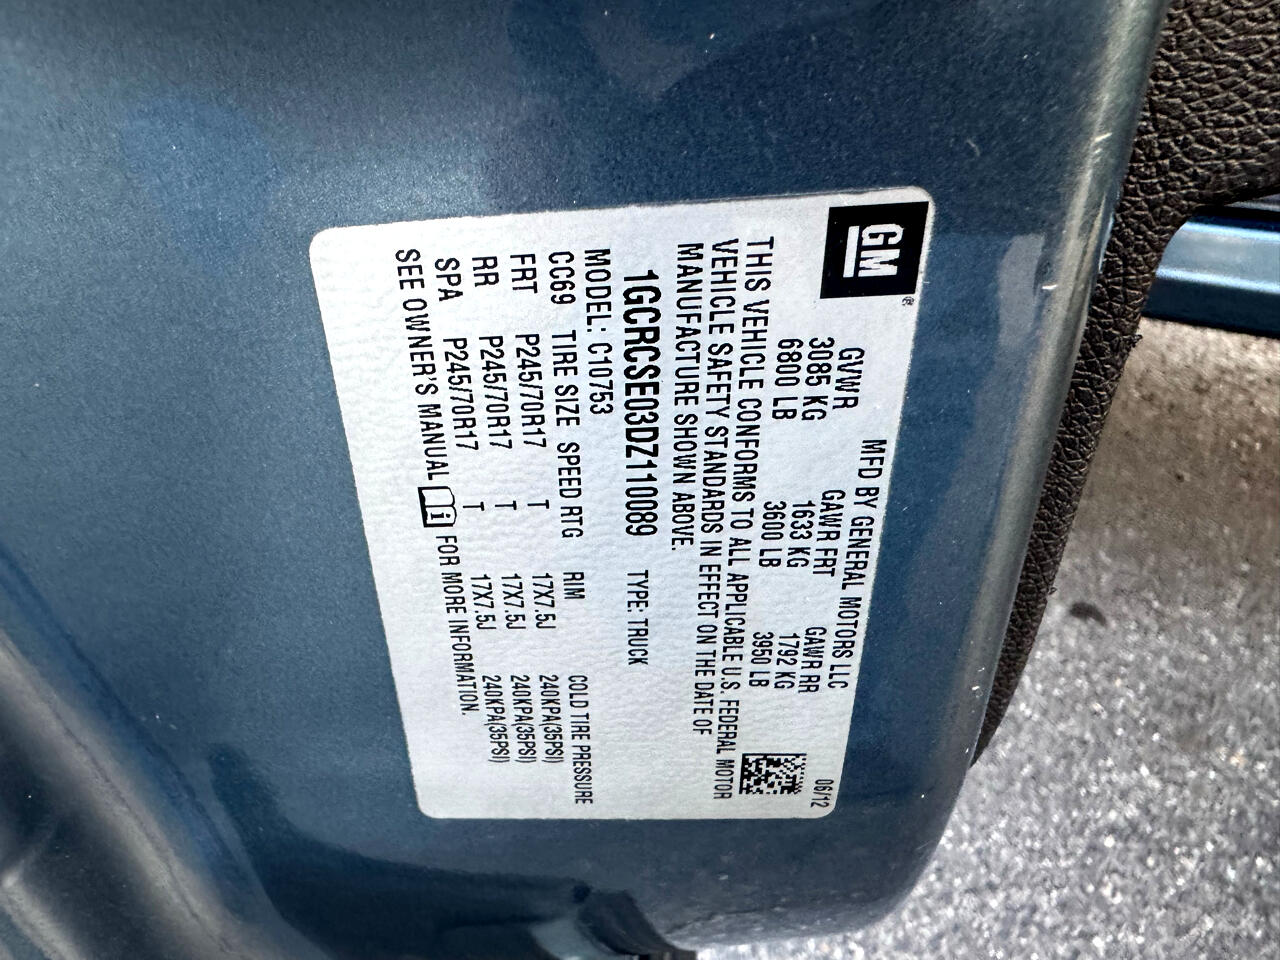 GM®
MFD BY GENERAL MOTORS LLC
06/12
GVWR GAWR FRT GAWR RR
3085 KG 1633 KG 1792 KG
6800 LB 3600 LB 3950 LB
THIS VEHICLE CONFORMS TO ALL APPLICABLE U.S. FEDERAL MOTOR
VEHICLE SAFETY STANDARDS IN EFFECT ON THE DATE OF
MANUFACTURE SHOWN ABOVE.
1GCRCSE03DZ110089 TYPE: TRUCK
MODEL: C10753
CC69 TIRE SIZE SPEED RTG RIM COLD TIRE PRESSURE
FRT P245/70R17 T 17X7.5J 240KPA(35PSI)
RR P245/70R17 T 17X7.5J 240KPA(35PSI)
SPA P245/70R17 T 17X7.5J 240KPA(35PSI)
SEE OWNER'S MANUAL i FOR MORE INFORMATION.